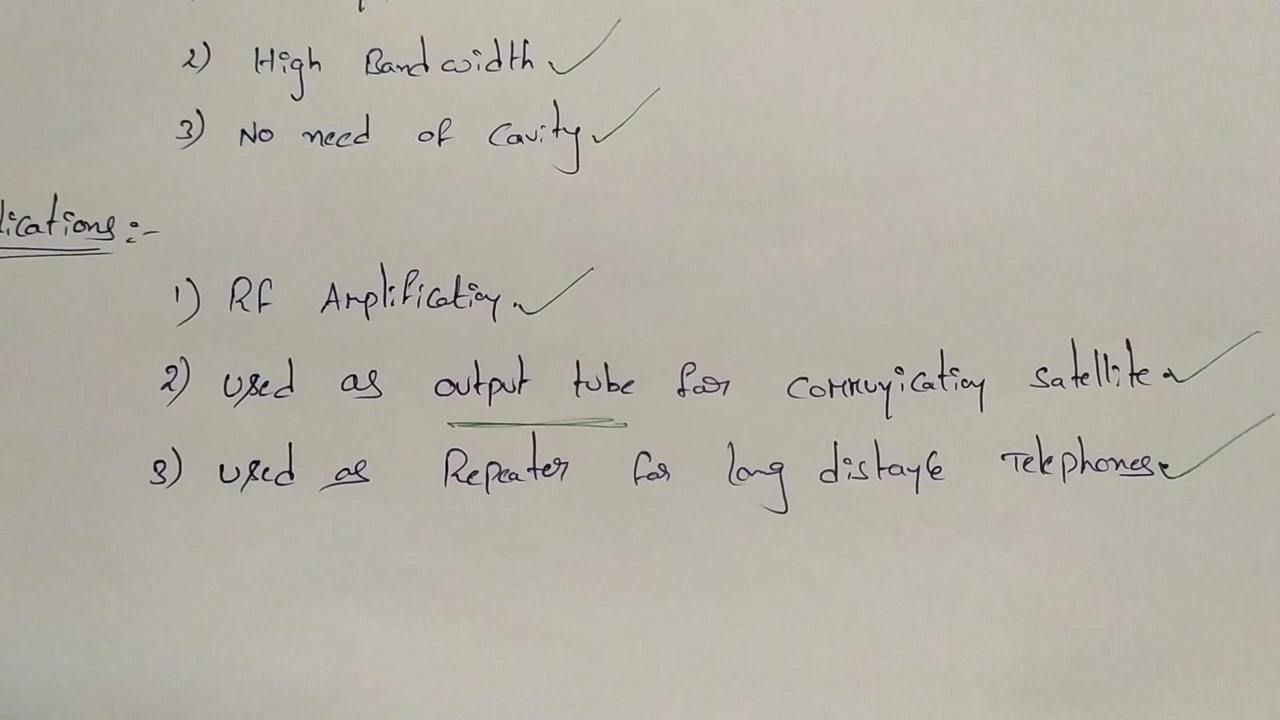 2) High Bandwidth
3) No need of Cavity
lications:-
1) RF Amplification
2) used as output tube for communication satellite
3) used as Repeater for long distance Telephones